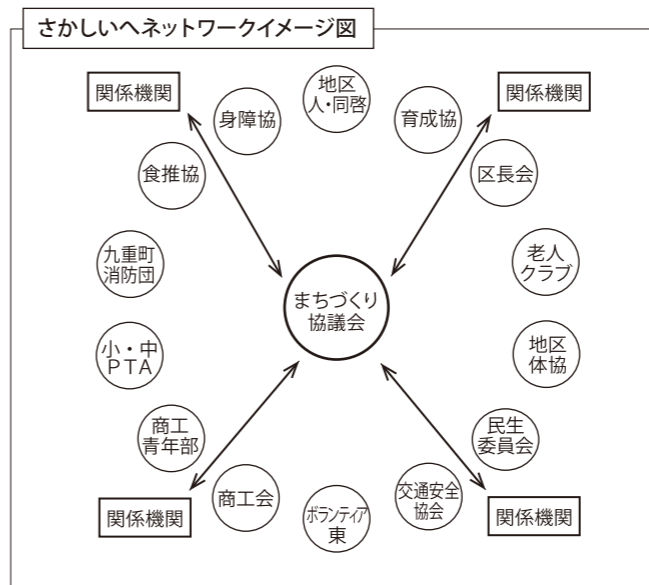 さかしいへネットワークイメージ図
関係機関
身障協
地区
人・同啓
育成協
関係機関
食推協
区長会
九重町
消防団
老人
クラブ
まちづくり
協議会
小・中
PTA
地区
体協
商工
青年部
民生
委員会
関係機関
商工会
ボランティア
東
交通安全
協会
関係機関